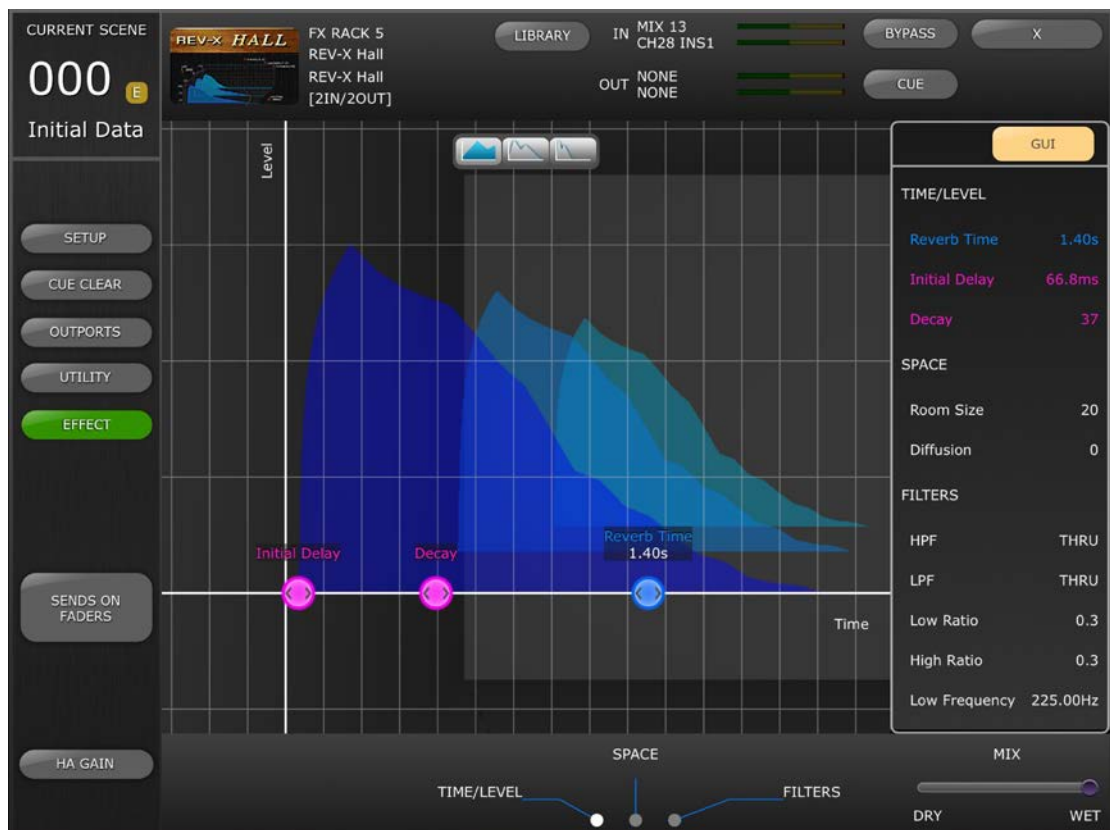 CURRENT SCENE
000 E
Initial Data
SETUP
CUE CLEAR
OUTPORTS
UTILITY
EFFECT
SENDS ON
FADERS
HA GAIN
REV-X HALL
FX RACK 5
REV-X Hall
REV-X Hall
[2IN/2OUT]
LIBRARY
IN MIX 13
CH28 INS1
OUT NONE
NONE
BYPASS
X
CUE
Level
Initial Delay
Decay
Reverb Time
1.40s
Time
GUI
TIME/LEVEL
Reverb Time 1.40s
Initial Delay 66.8ms
Decay 37
SPACE
Room Size 20
Diffusion 0
FILTERS
HPF THRU
LPF THRU
Low Ratio 0.3
High Ratio 0.3
Low Frequency 225.00Hz
SPACE
TIME/LEVEL
FILTERS
MIX
DRY WET